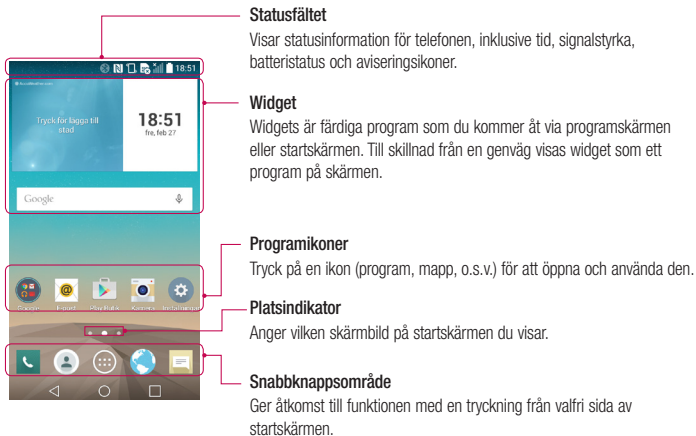 Statusfältet
Visar statusinformation för telefonen, inklusive tid, signalstyrka,
batteristatus och aviseringsikoner.
18:51
Widget
Widgets är färdiga program som du kommer åt via programskärmen
eller startskärmen. Till skillnad från en genväg visas widget som ett
program på skärmen.
Tryck för lägga till
stad
18:51
fre, feb 27
Google
Programikoner
Tryck på en ikon (program, mapp, o.s.v.) för att öppna och använda den.
Platsindikator
Anger vilken skärmbild på startskärmen du visar.
Snabbknappsområde
Ger åtkomst till funktionen med en tryckning från valfri sida av
startskärmen.